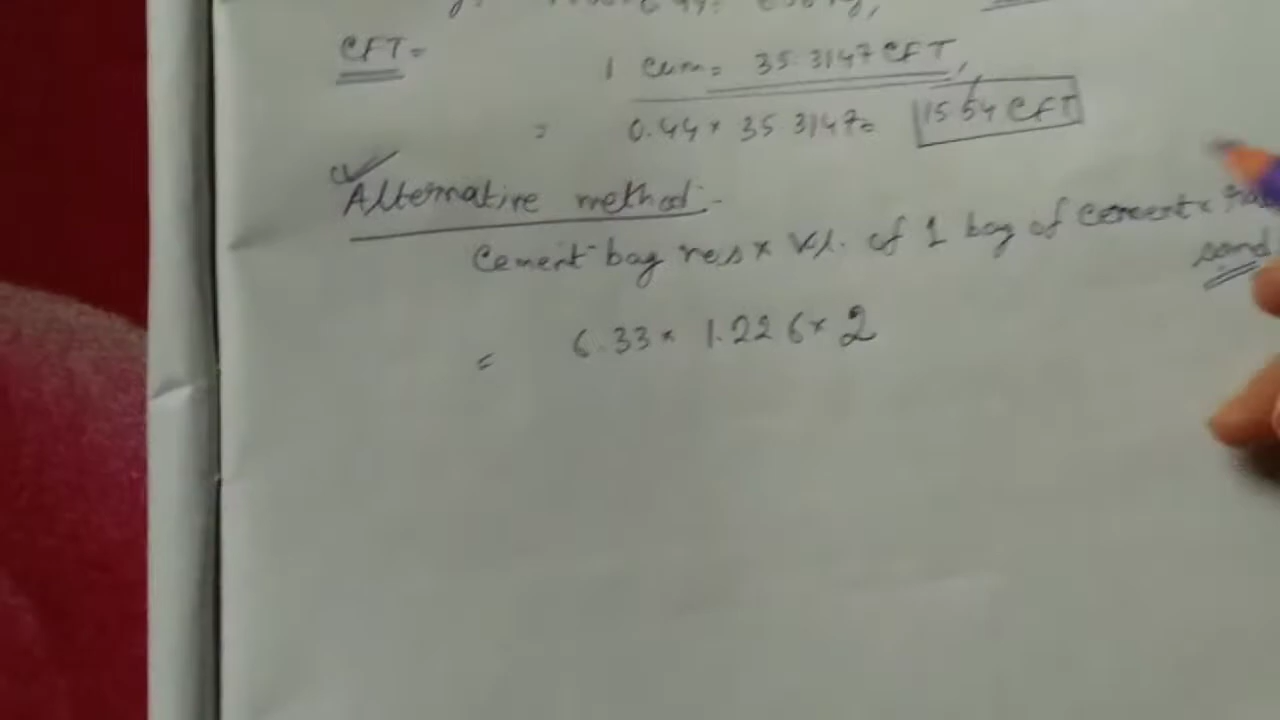 CFT=
1 cum= 35.3147 CFT,
= 0.44 × 35.3147= 15.54 CFT
Alternative method:-
Cement bag nos × Vol. of 1 bag of cement ×
sand
= 6.33 × 1.226 × 2